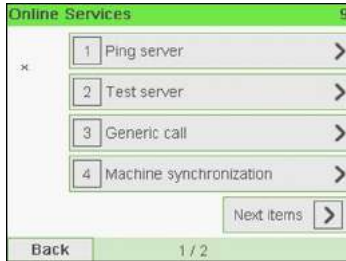 Online Services
1 Ping server
2 Test server
3 Generic call
4 Machine synchronization
Next items
Back 1 / 2